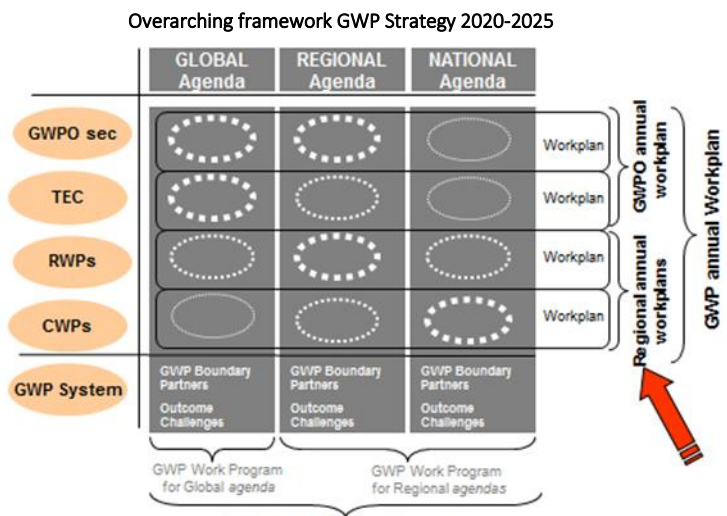 Overarching framework GWP Strategy 2020-2025
GLOBAL
Agenda
REGIONAL
Agenda
NATIONAL
Agenda
GWPO sec
Workplan
TEC
Workplan
RWPs
Workplan
CWPs
Workplan
GWPO annual
workplan
Regional annual
workplans
GWP annual Workplan
GWP System
GWP Boundary
Partners
Outcome
Challenges
GWP Boundary
Partners
Outcome
Challenges
GWP Boundary
Partners
Outcome
Challenges
GWP Work Program
for Global agenda
GWP Work Program
for Regional agendas